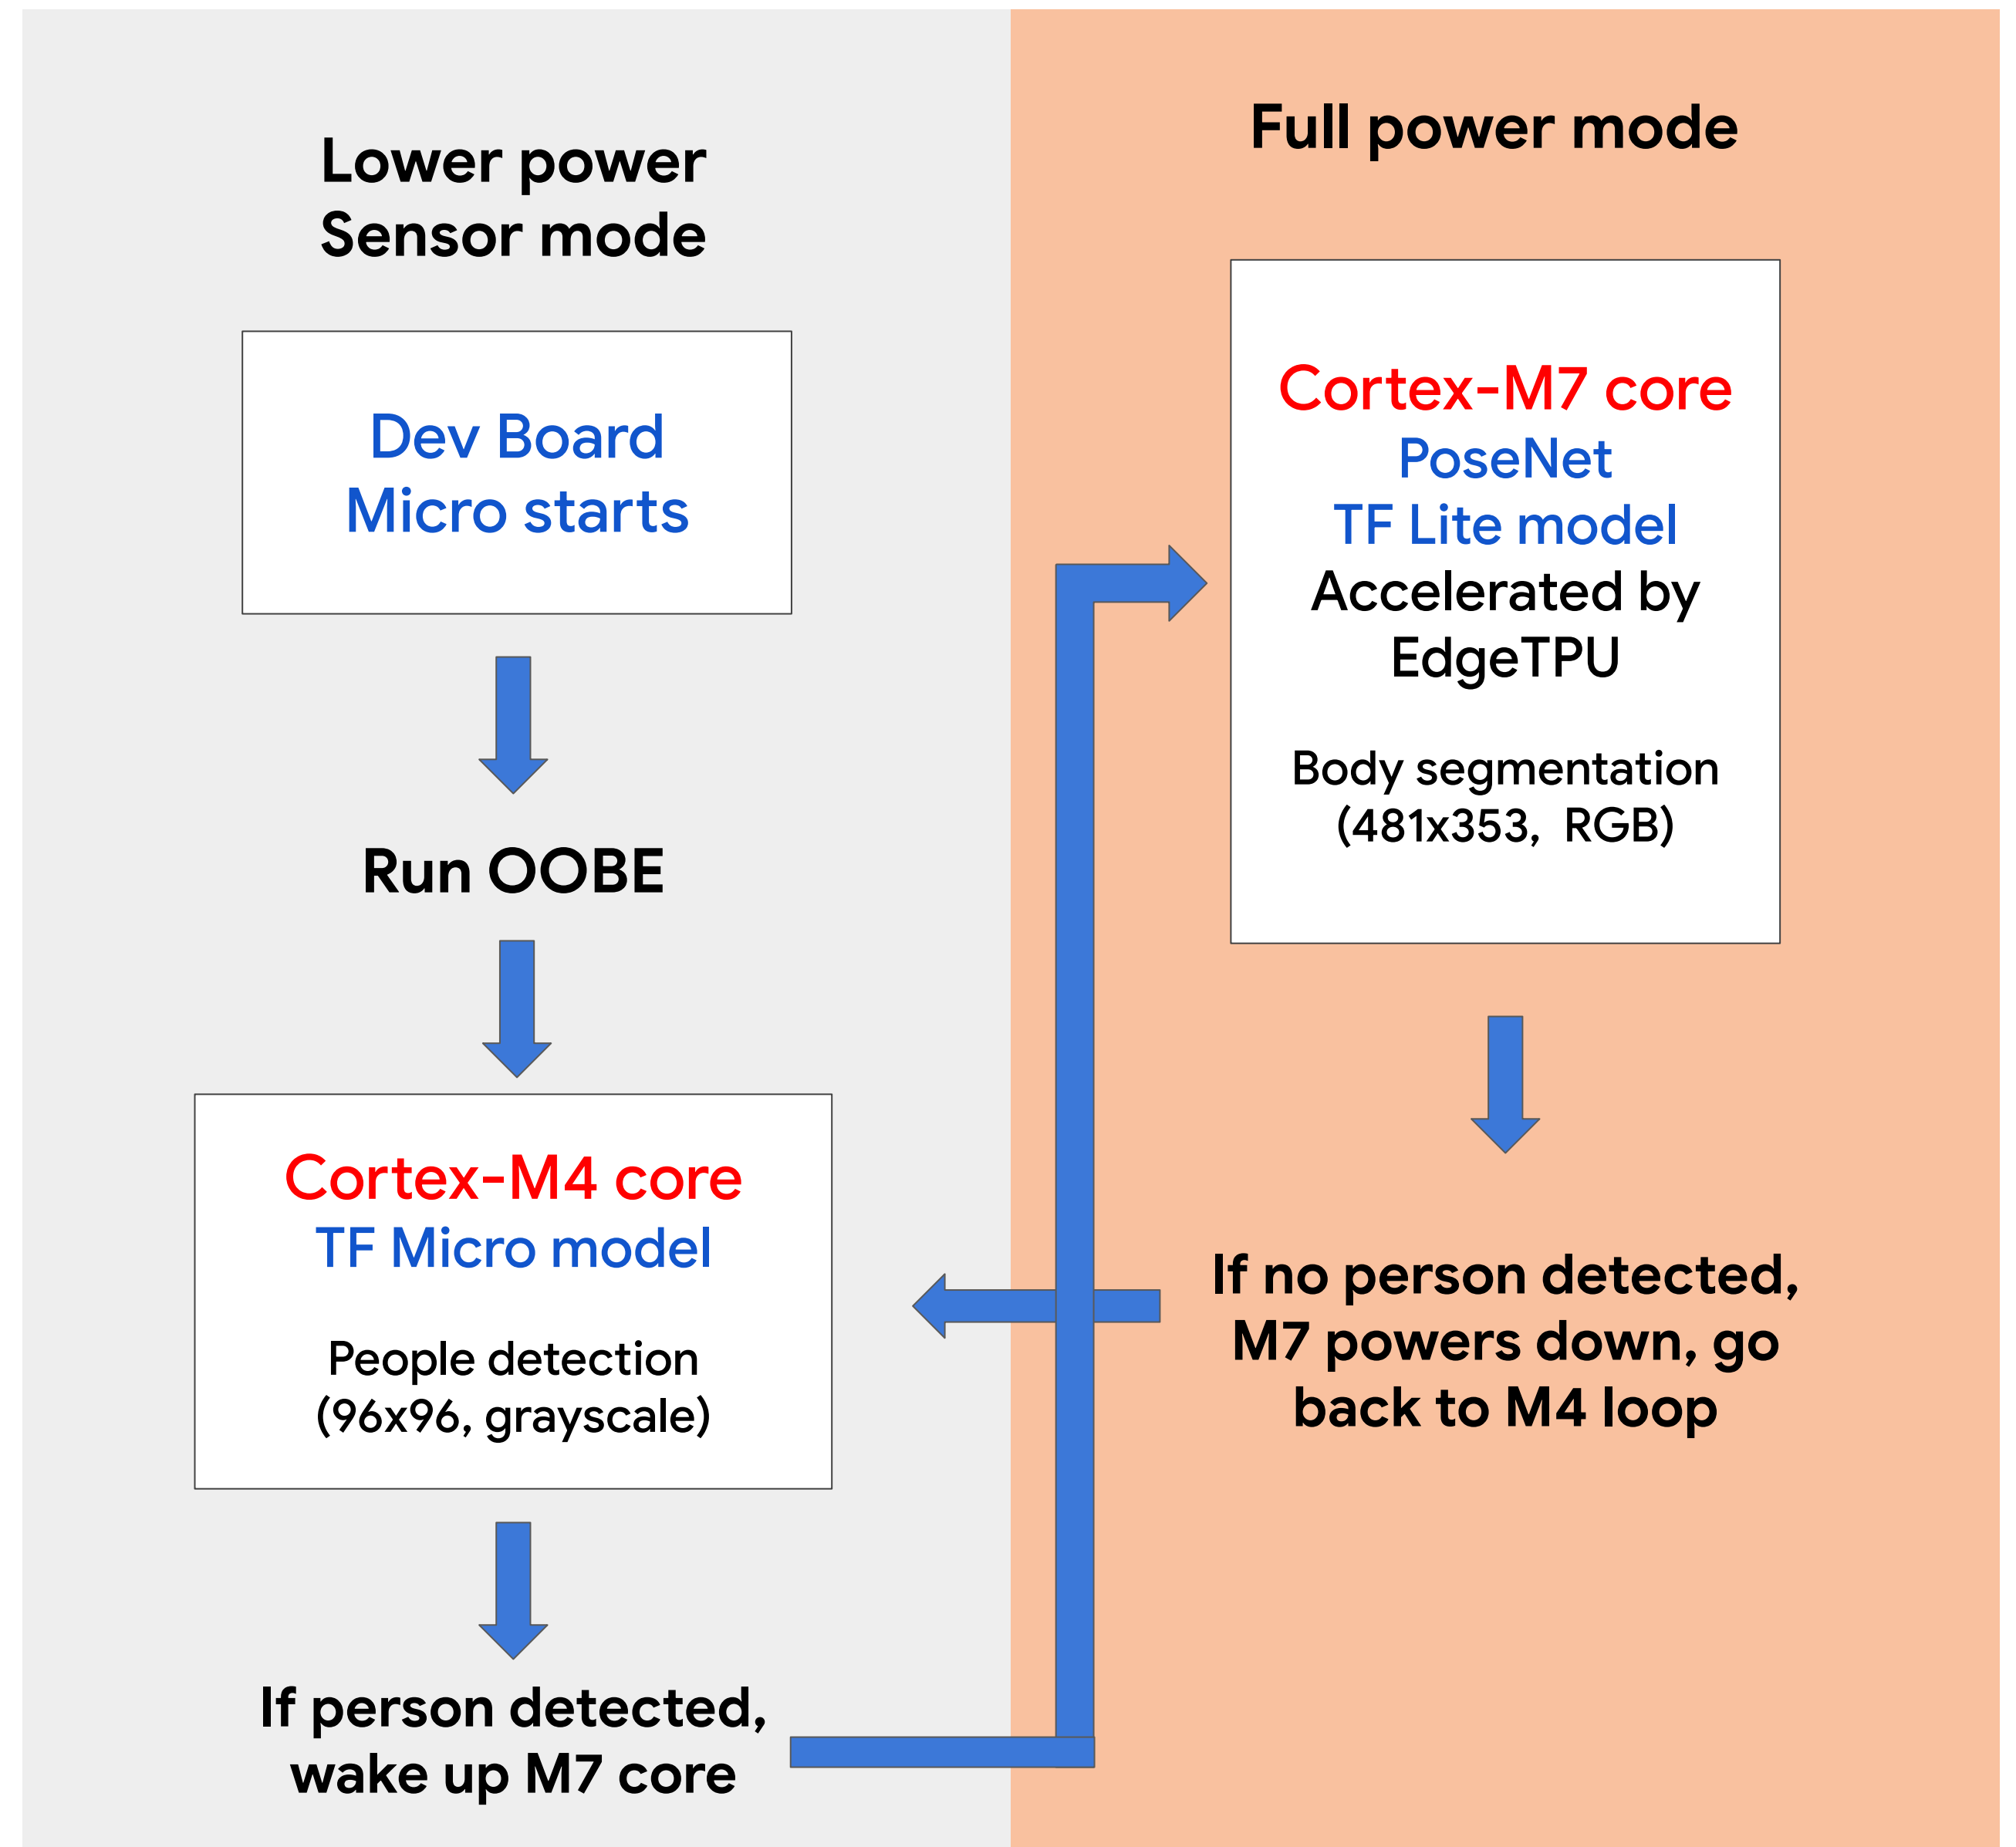 Lower power
Sensor mode
Dev Board
Micro starts
Run OOBE
Cortex-M4 core
TF Micro model
People detection
(96x96, grayscale)
If person detected,
wake up M7 core
Full power mode
Cortex-M7 core
PoseNet
TF Lite model
Accelerated by
EdgeTPU
Body segmentation
(481x353, RGB)
If no person detected,
M7 powers down, go
back to M4 loop